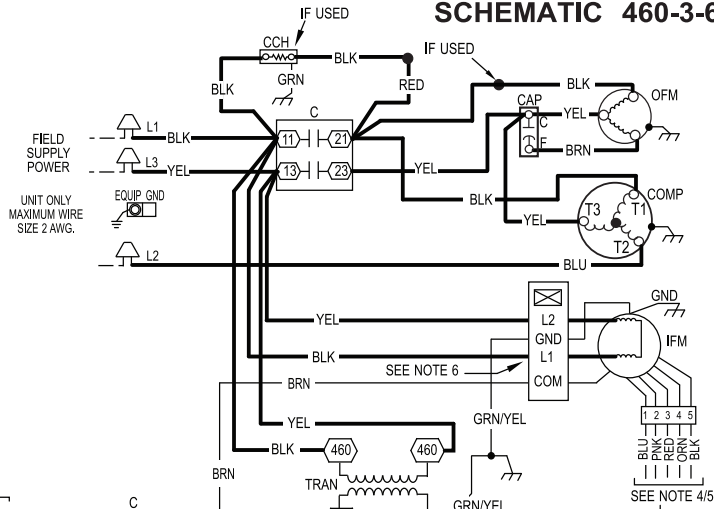 SCHEMATIC 460-3-6
IF USED
CCH
BLK
GRN
BLK
RED
IF USED
BLK
OFM
CAP
YEL
C
F
BRN
C
FIELD
SUPPLY
POWER
L1
BLK
11
21
L3
YEL
13
23
YEL
UNIT ONLY
MAXIMUM WIRE
SIZE 2 AWG.
EQUIP GND
BLK
COMP
YEL
T3
T1
T2
L2
BLU
GND
YEL
L2
GND
IFM
BLK
L1
SEE NOTE 6
BRN
COM
GRN/YEL
1 2 3 4 5
BLU
PNK
RED
ORN
BLK
YEL
BLK
460
460
BRN
TRAN
SEE NOTE 4/5
C
GRN/YEL